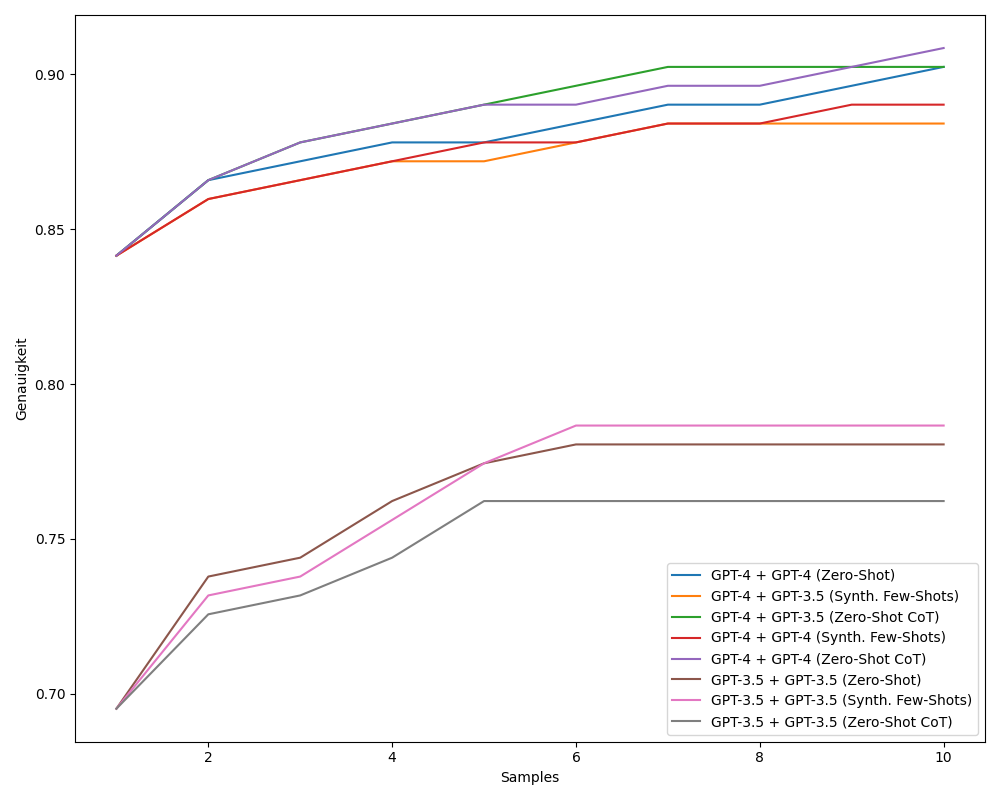 0.90
0.85
0.80
0.75
0.70
Genauigkeit
2
4
6
8
10
Samples
GPT-4 + GPT-4 (Zero-Shot)
GPT-4 + GPT-3.5 (Synth. Few-Shots)
GPT-4 + GPT-3.5 (Zero-Shot CoT)
GPT-4 + GPT-4 (Synth. Few-Shots)
GPT-4 + GPT-4 (Zero-Shot CoT)
GPT-3.5 + GPT-3.5 (Zero-Shot)
GPT-3.5 + GPT-3.5 (Synth. Few-Shots)
GPT-3.5 + GPT-3.5 (Zero-Shot CoT)